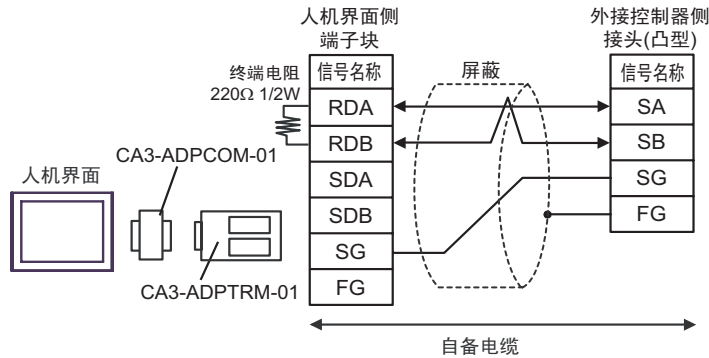 人机界面侧
端子块
外接控制器侧
接头(凸型)
终端电阻
220Ω 1/2W
屏蔽
信号名称
RDA
RDB
SDA
SDB
SG
FG
信号名称
SA
SB
SG
FG
人机界面
CA3-ADPCOM-01
CA3-ADPTRM-01
自备电缆